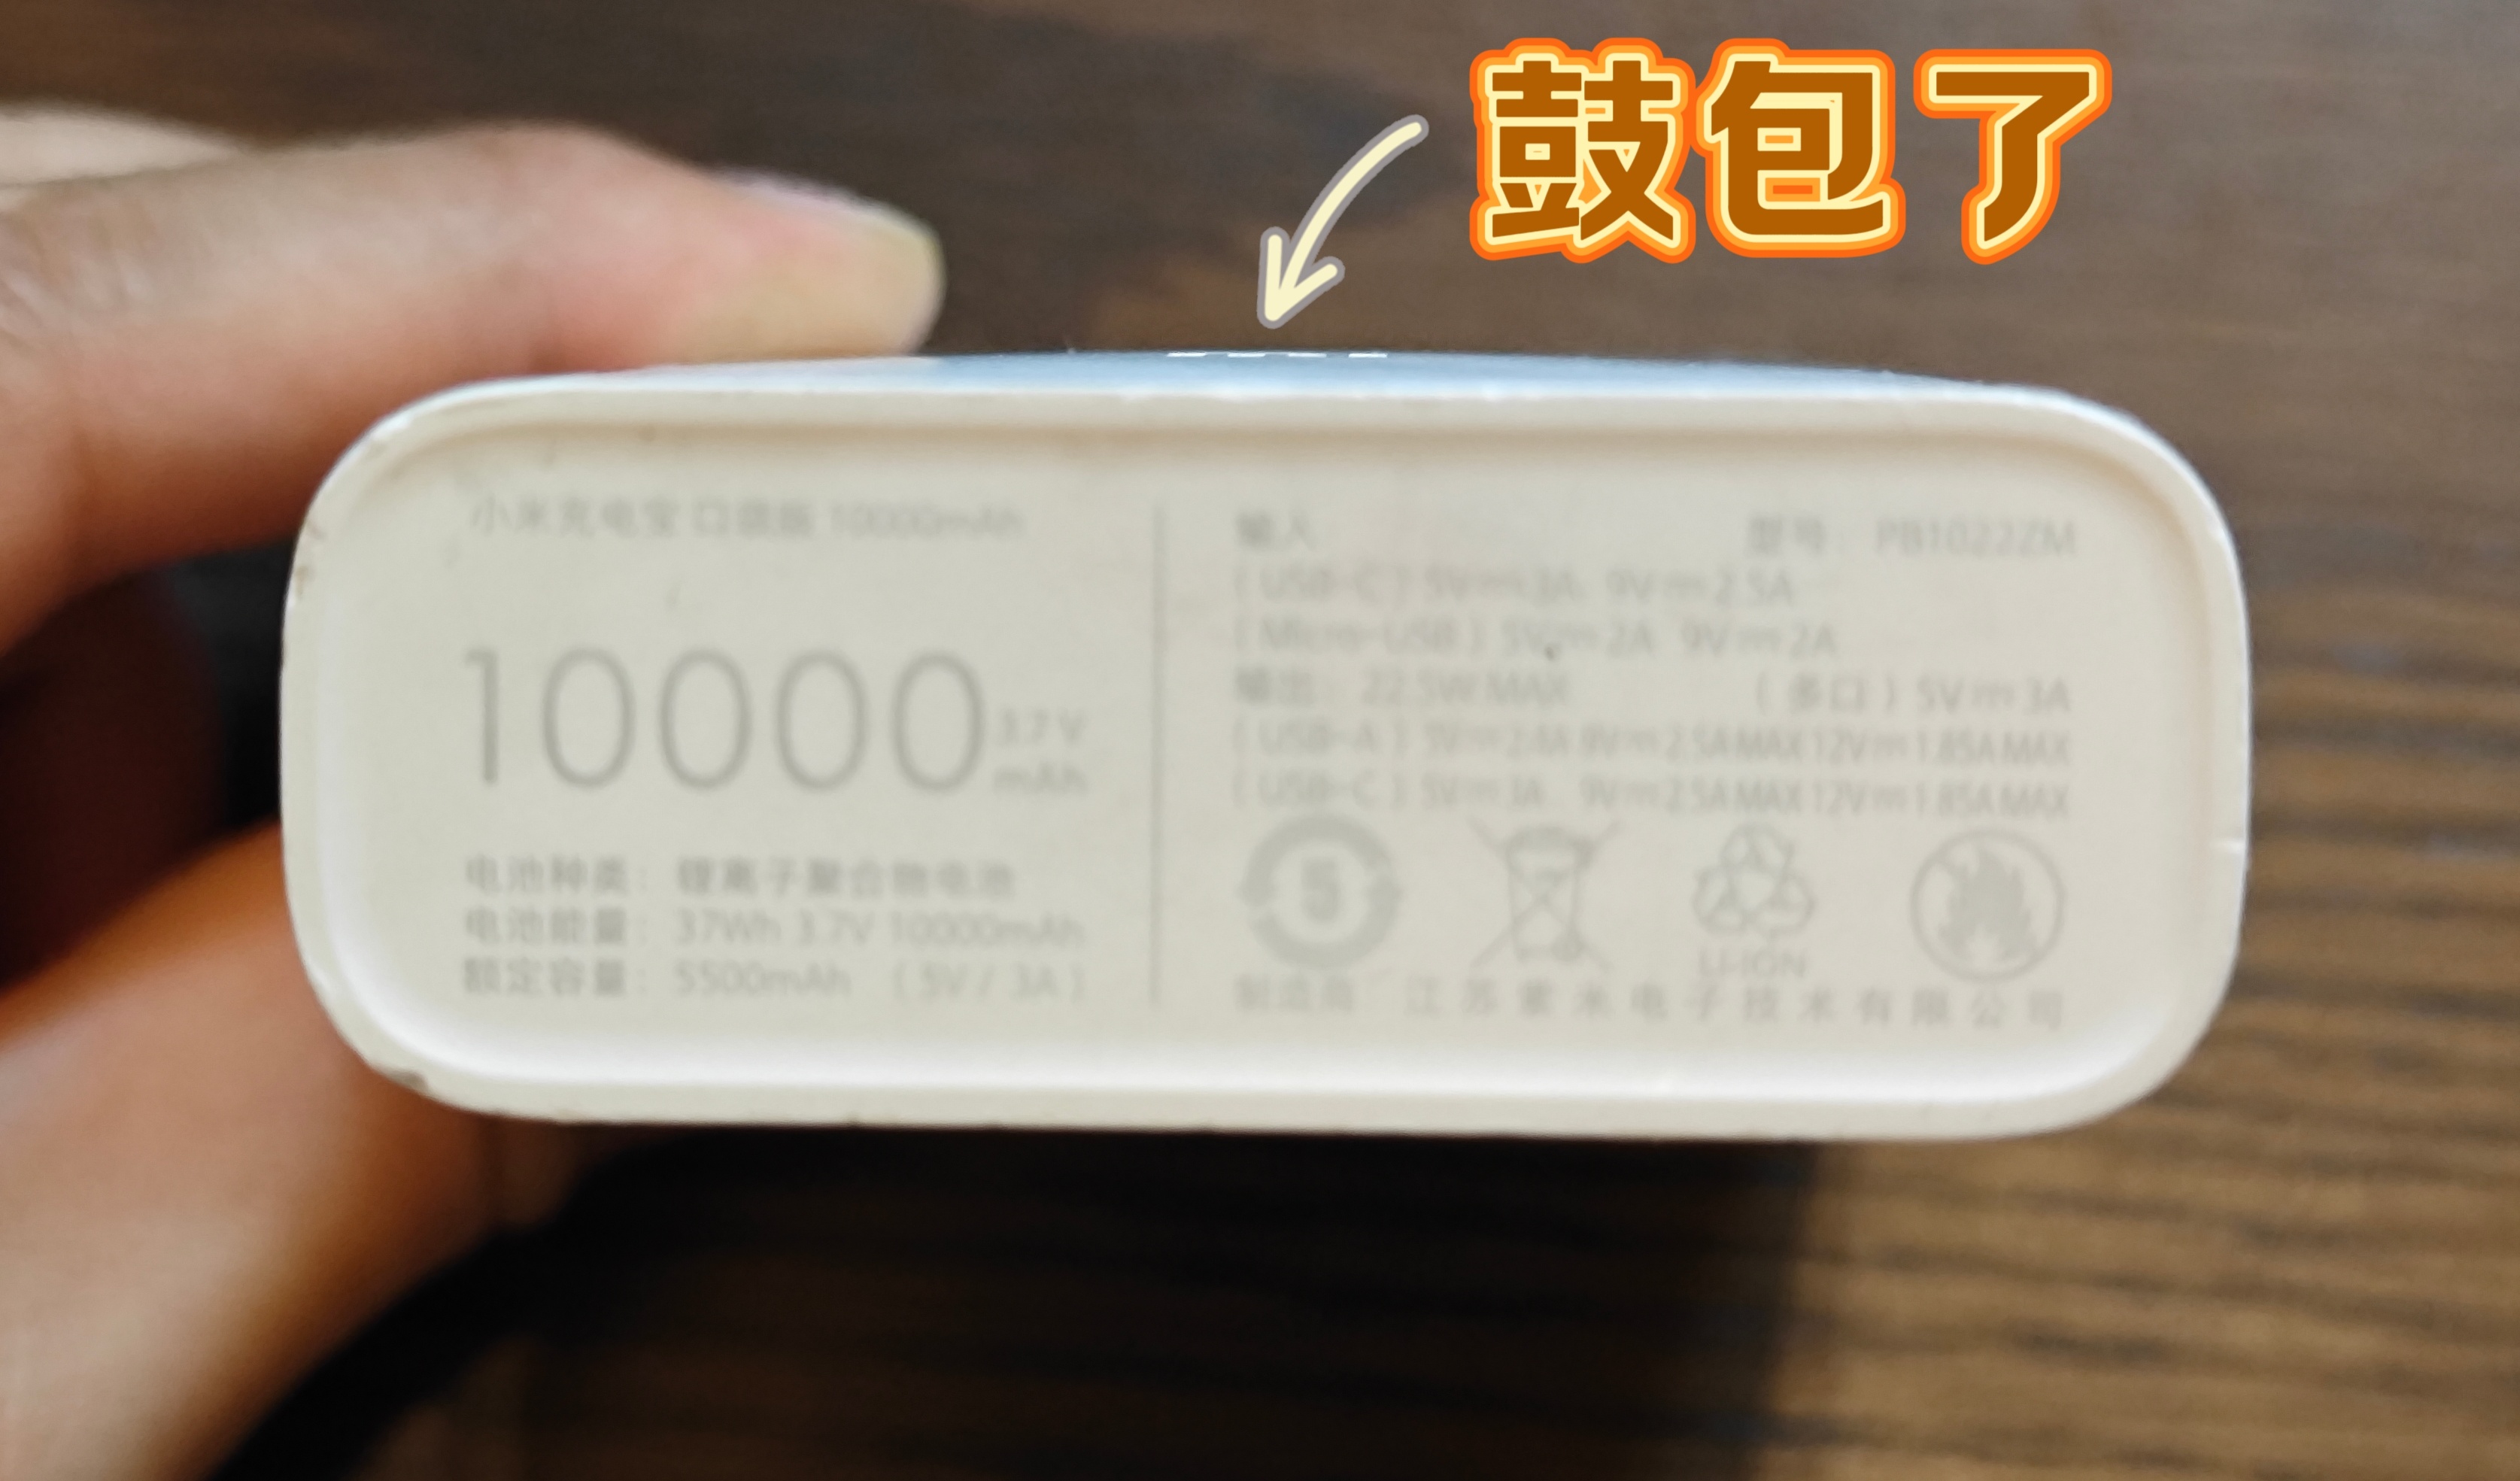 鼓包了
小米充电宝 口袋版 10000mAh
10000 3.7V mAh
电池种类：锂离子聚合物电池
电池能量：37Wh 3.7V 10000mAh
额定容量：5500mAh （5V / 3A）
输入 型号：PB1022ZM
（USB-C）5V⎓3A 9V⎓2.5A
（Micro-USB）5V⎓2A 9V⎓2A
输出：22.5W MAX （多口）5V⎓3A
（USB-A）5V⎓2.4A 9V⎓2.5A MAX 12V⎓1.85A MAX
（USB-C）5V⎓3A 9V⎓2.5A MAX 12V⎓1.85A MAX
5
LI-ION
制造商 江苏紫米电子技术有限公司